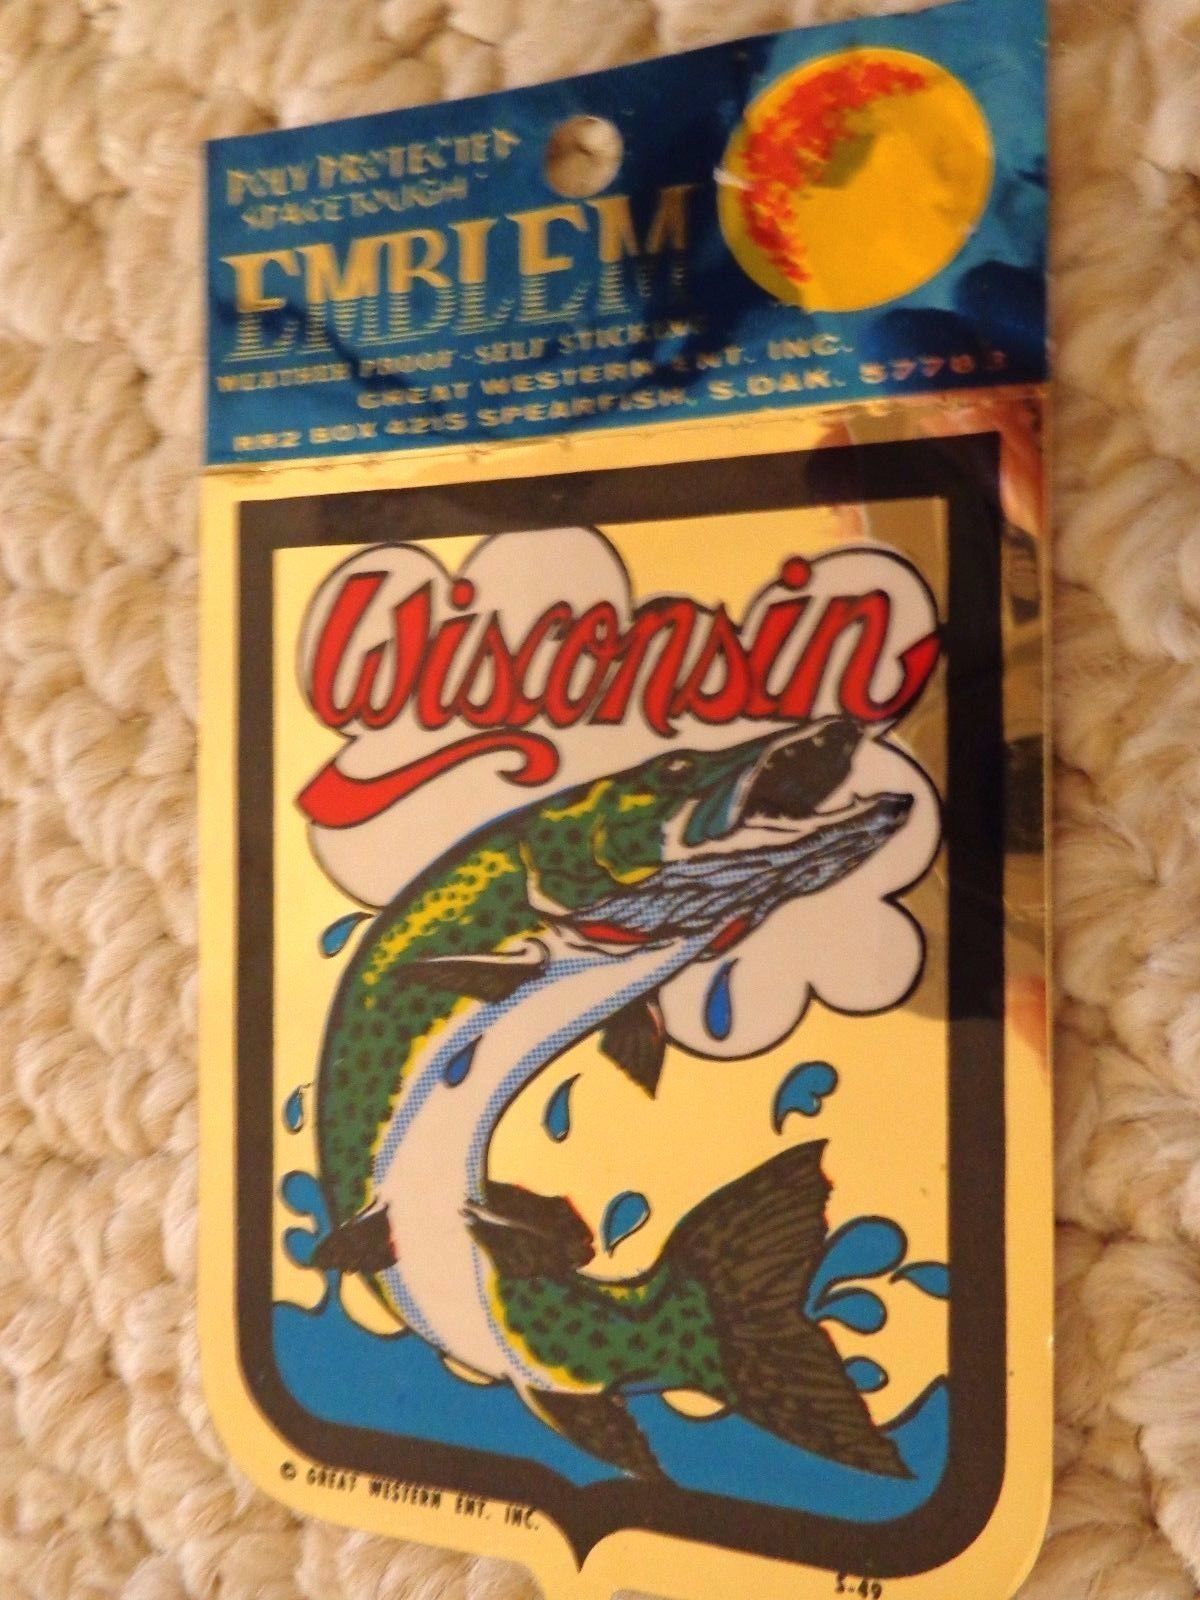 POLY PROTECTED
SPACE TOUGH
EMBLEM
WEATHER PROOF - SELF STICKING
GREAT WESTERN ENT. INC.
RR2 BOX 421S SPEARFISH, S.DAK. 57783
Wisconsin
© GREAT WESTERN ENT. INC.
S-49